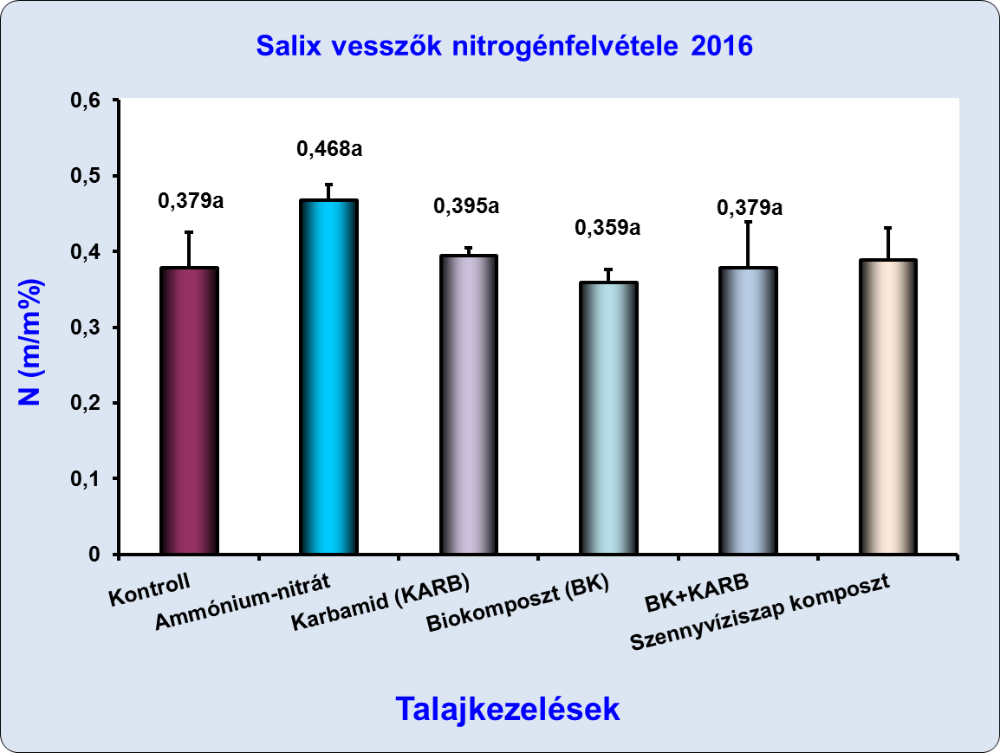 Salix vesszők nitrogénfelvétele 2016
N (m/m%)
0,6
0,5
0,4
0,3
0,2
0,1
0
0,379a
0,468a
0,395a
0,359a
0,379a
Kontroll
Ammónium-nitrát
Karbamid (KARB)
Biokomposzt (BK)
BK+KARB
Szennyvíziszap komposzt
Talajkezelések